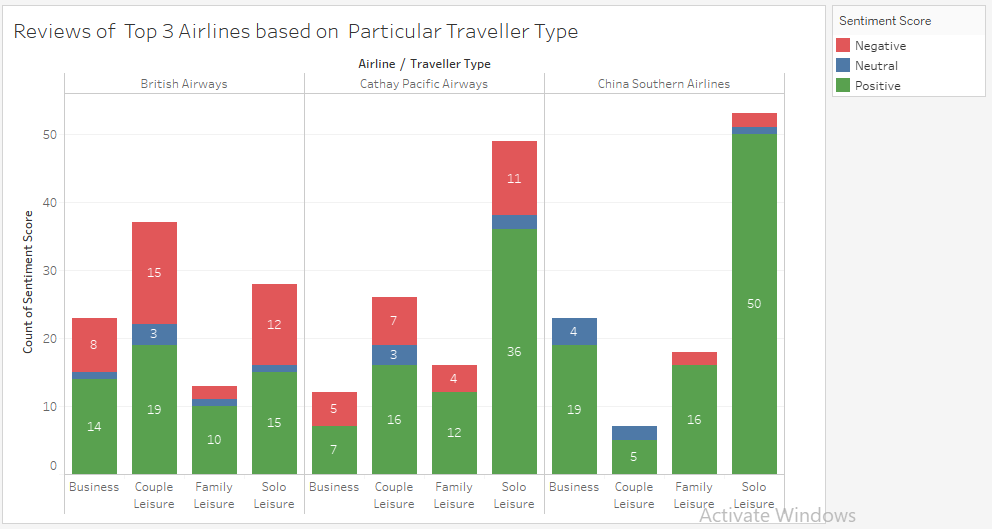 Reviews of Top 3 Airlines based on Particular Traveller Type
Sentiment Score
Negative
Neutral
Positive
Airline / Traveller Type
British Airways
Cathay Pacific Airways
China Southern Airlines
Count of Sentiment Score
50
40
30
20
10
0
8
14
15
3
19
10
12
15
5
7
7
3
16
4
12
11
36
4
19
5
16
50
Business
Couple
Leisure
Family
Leisure
Solo
Leisure
Business
Couple
Leisure
Family
Leisure
Solo
Leisure
Business
Couple
Leisure
Family
Leisure
Solo
Leisure
Activate Windows